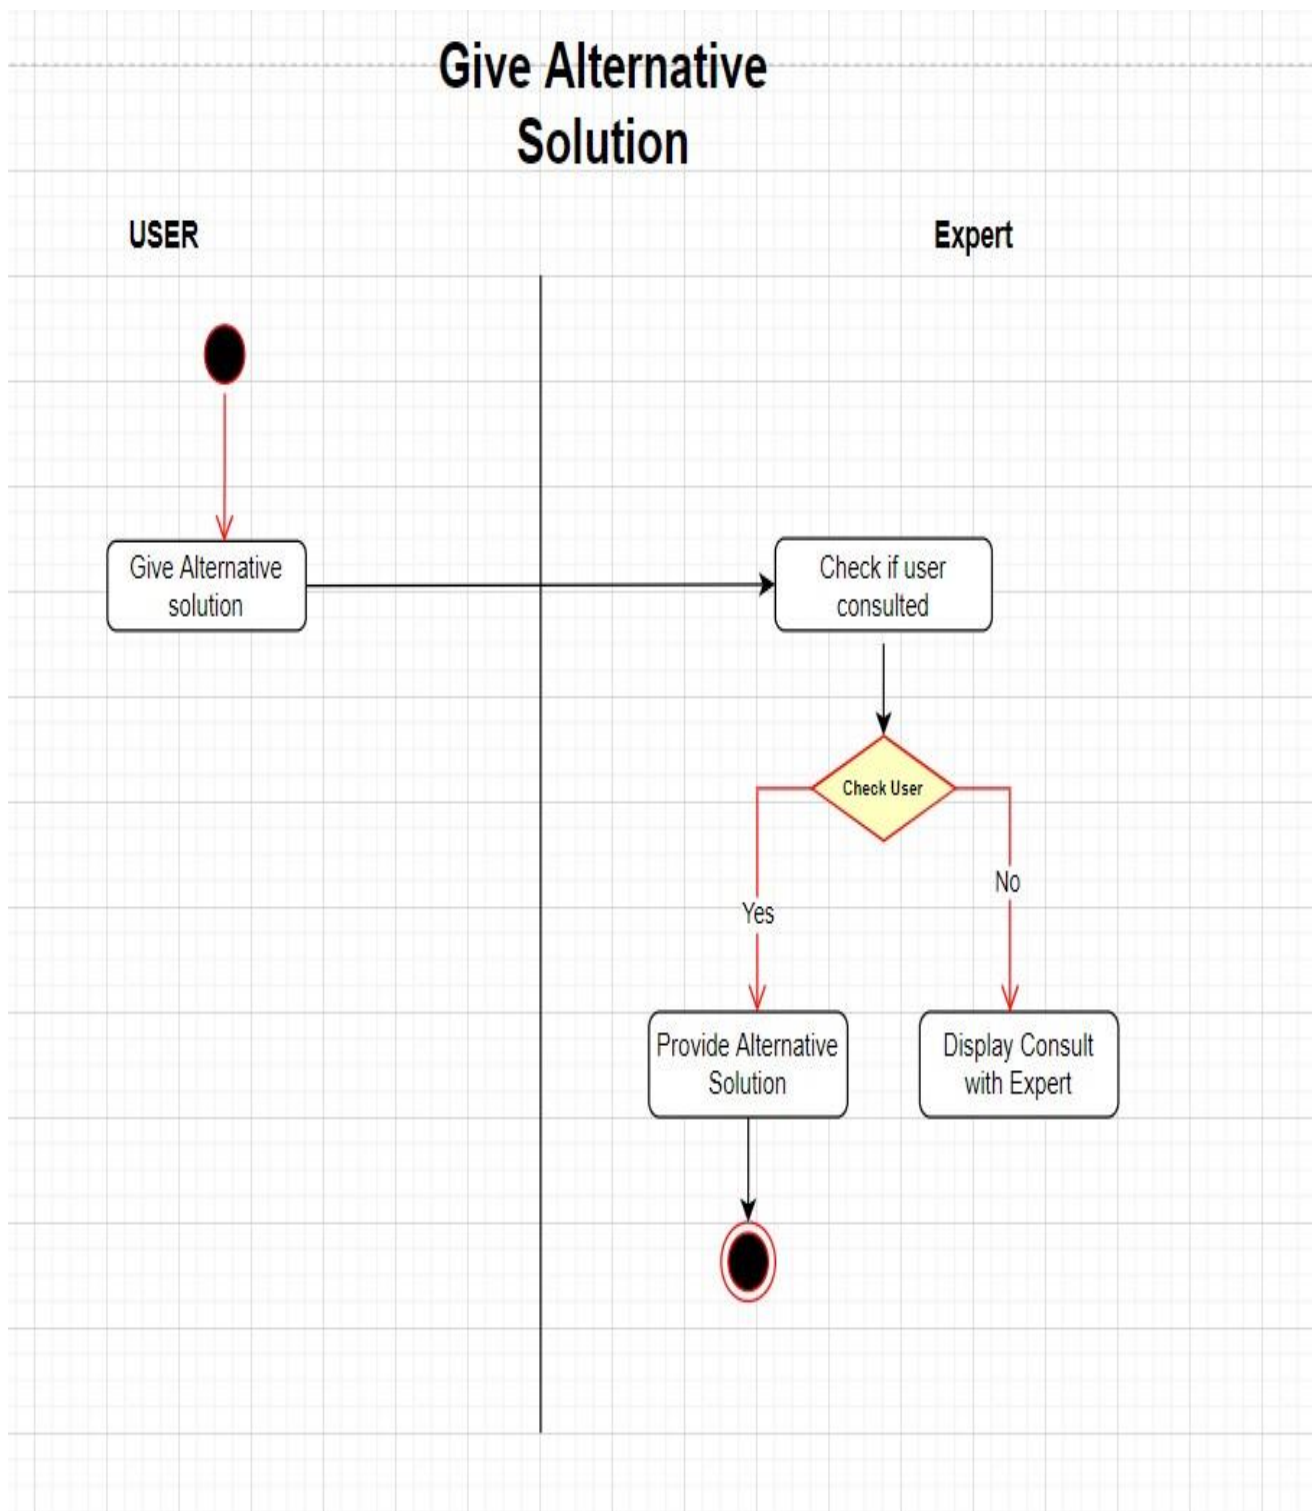 Give Alternative
Solution
USER
Expert
Give Alternative
solution
Check if user
consulted
Check User
No
Yes
Provide Alternative
Solution
Display Consult
with Expert